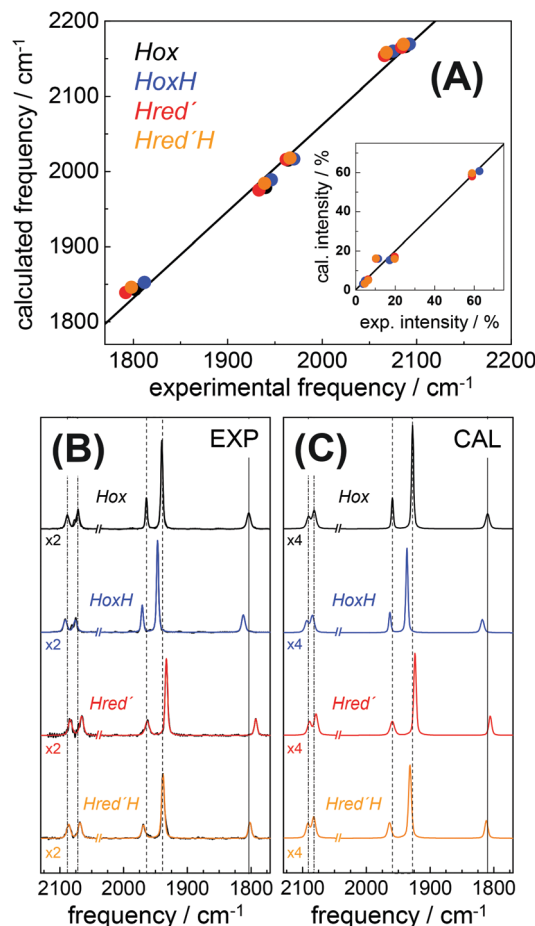 2200
2100
2000
1900
1800
calculated frequency / cm-1
Hox
HoxH
Hred´
Hred´H
(A)
60
40
20
0
cal. intensity / %
0 20 40 60
exp. intensity / %
1800 1900 2000 2100 2200
experimental frequency / cm-1
(B) EXP
Hox
x2
HoxH
x2
Hred´
x2
Hred´H
x2
2100 2000 1900 1800
frequency / cm-1
(C) CAL
Hox
x4
HoxH
x4
Hred´
x4
Hred´H
x4
2100 2000 1900 1800
frequency / cm-1